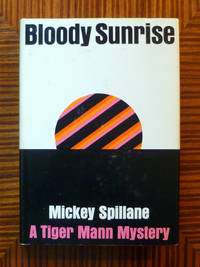 Bloody Sunrise
Mickey Spillane
A Tiger Mann Mystery